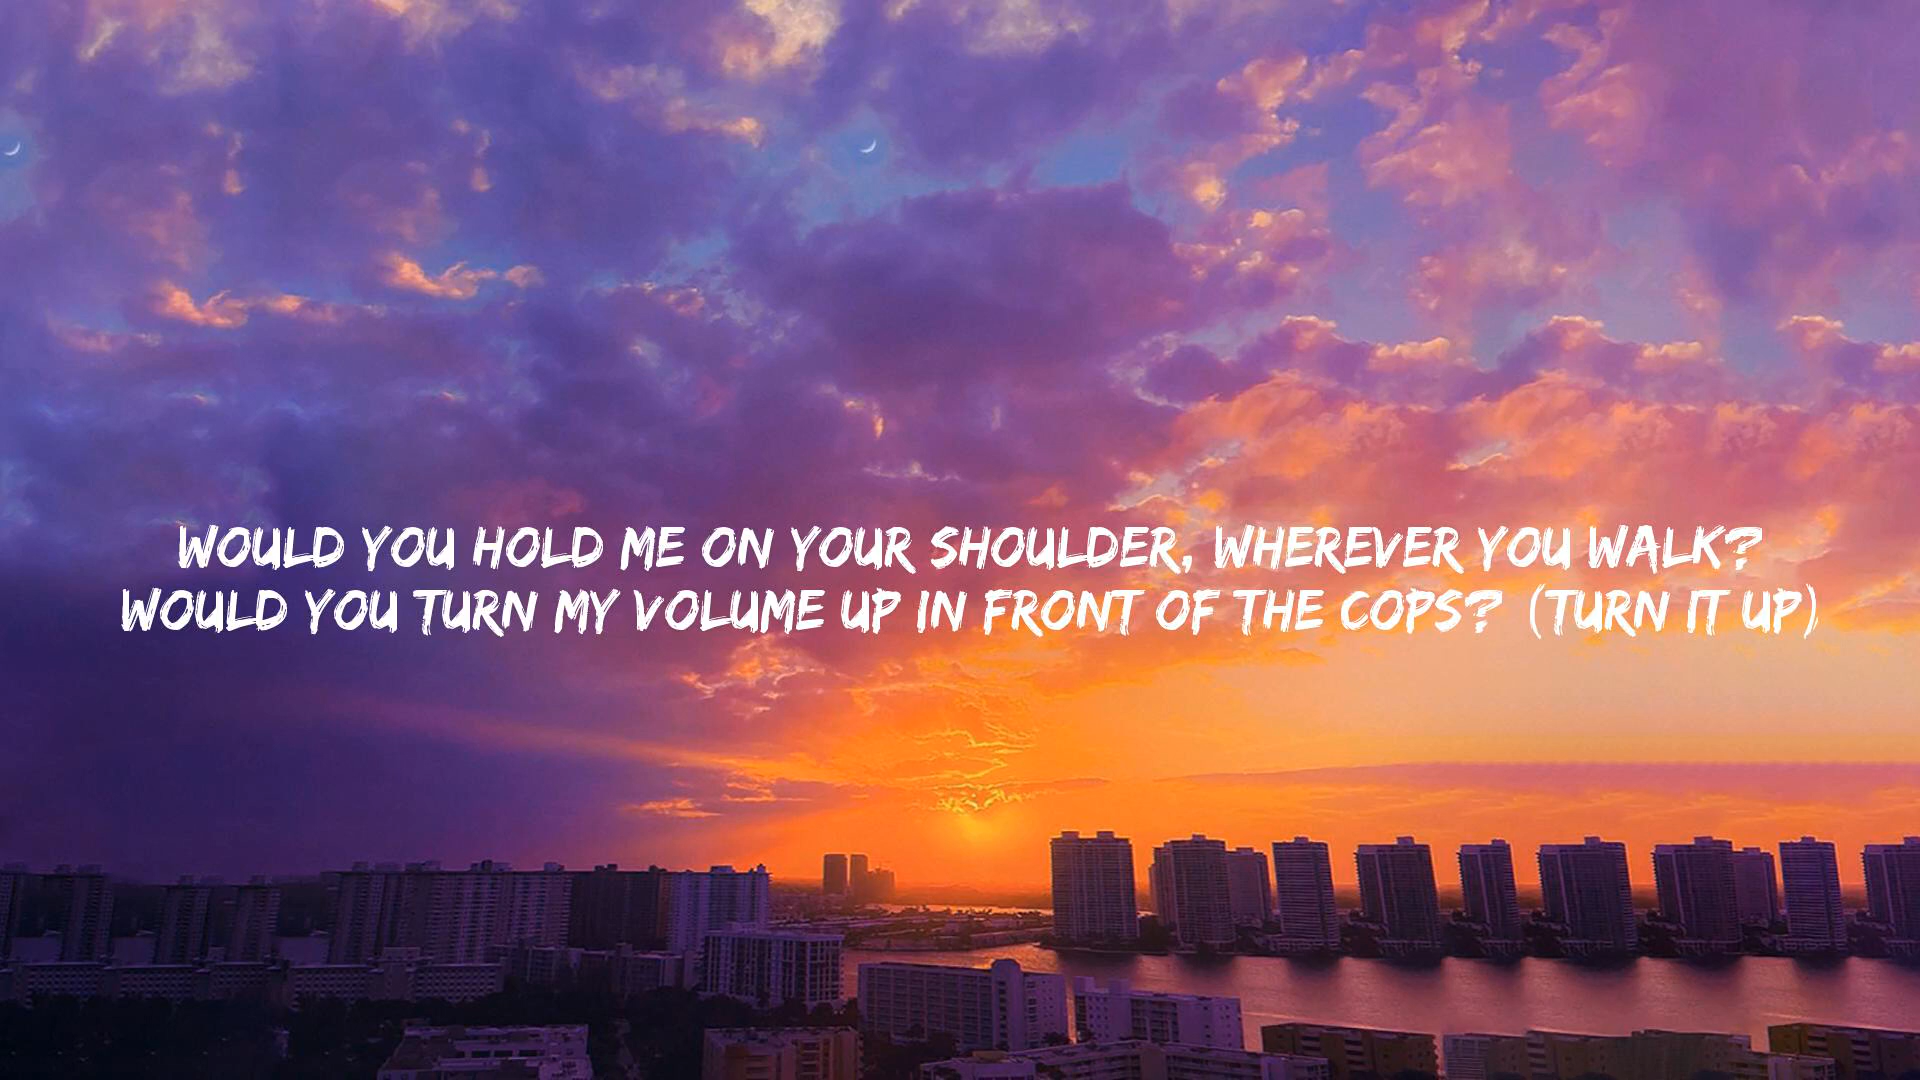 WOULD YOU HOLD ME ON YOUR SHOULDER, WHEREVER YOU WALK?
WOULD YOU TURN MY VOLUME UP IN FRONT OF THE COPS? (TURN IT UP)